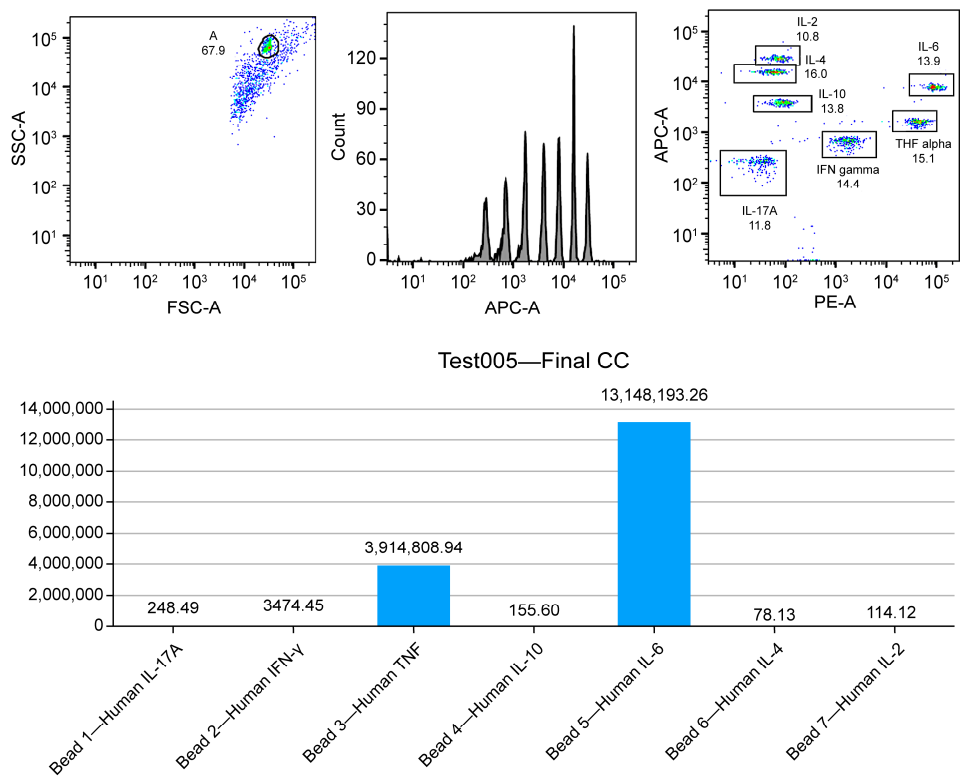 A
67.9
10⁵
10⁴
10³
10²
10¹
SSC-A
10¹ 10² 10³ 10⁴ 10⁵
FSC-A
120
90
60
30
0
Count
10¹ 10² 10³ 10⁴ 10⁵
APC-A
10⁵
10⁴
10³
10²
10¹
APC-A
IL-2
10.8
IL-4
16.0
IL-6
13.9
IL-10
13.8
THF alpha
15.1
IFN gamma
14.4
IL-17A
11.8
10¹ 10² 10³ 10⁴ 10⁵
PE-A
Test005—Final CC
14,000,000
12,000,000
10,000,000
8,000,000
6,000,000
4,000,000
2,000,000
0
248.49
3474.45
3,914,808.94
155.60
13,148,193.26
78.13
114.12
Bead 1—Human IL-17A
Bead 2—Human IFN-γ
Bead 3—Human TNF
Bead 4—Human IL-10
Bead 5—Human IL-6
Bead 6—Human IL-4
Bead 7—Human IL-2